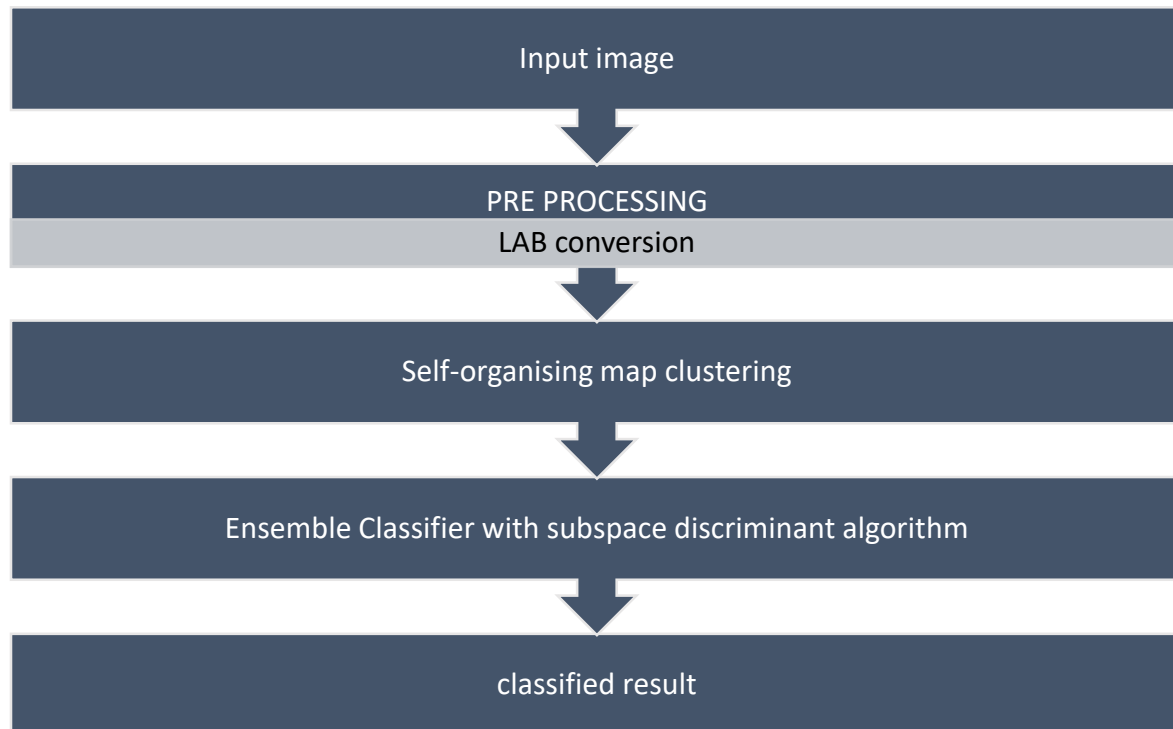 Input image
PRE PROCESSING
LAB conversion
Self-organising map clustering
Ensemble Classifier with subspace discriminant algorithm
classified result